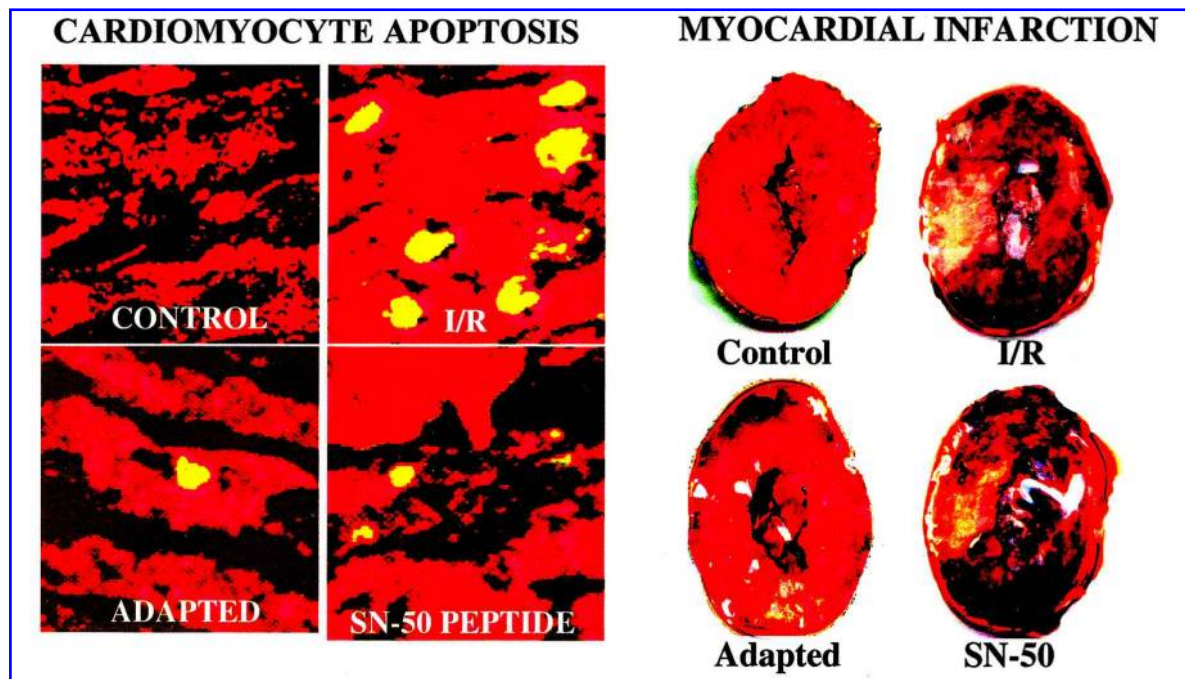 CARDIOMYOCYTE APOPTOSIS
CONTROL
I/R
ADAPTED
SN-50 PEPTIDE
MYOCARDIAL INFARCTION
Control
I/R
Adapted
SN-50